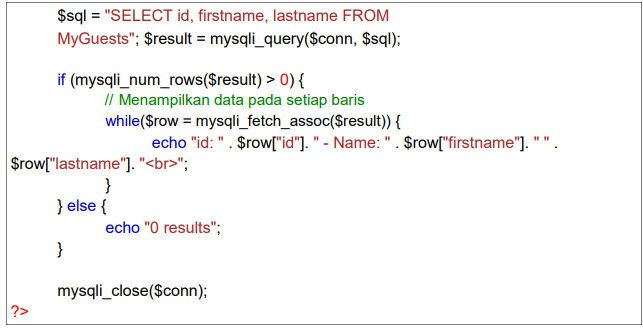 $sql = "SELECT id, firstname, lastname FROM
MyGuests"; $result = mysqli_query($conn, $sql);
if (mysqli_num_rows($result) > 0) {
// Menampilkan data pada setiap baris
while($row = mysqli_fetch_assoc($result)) {
echo "id: " . $row["id"]. " - Name: " . $row["firstname"]. " " .
$row["lastname"]. "<br>";
}
} else {
echo "0 results";
}
mysqli_close($conn);
?>